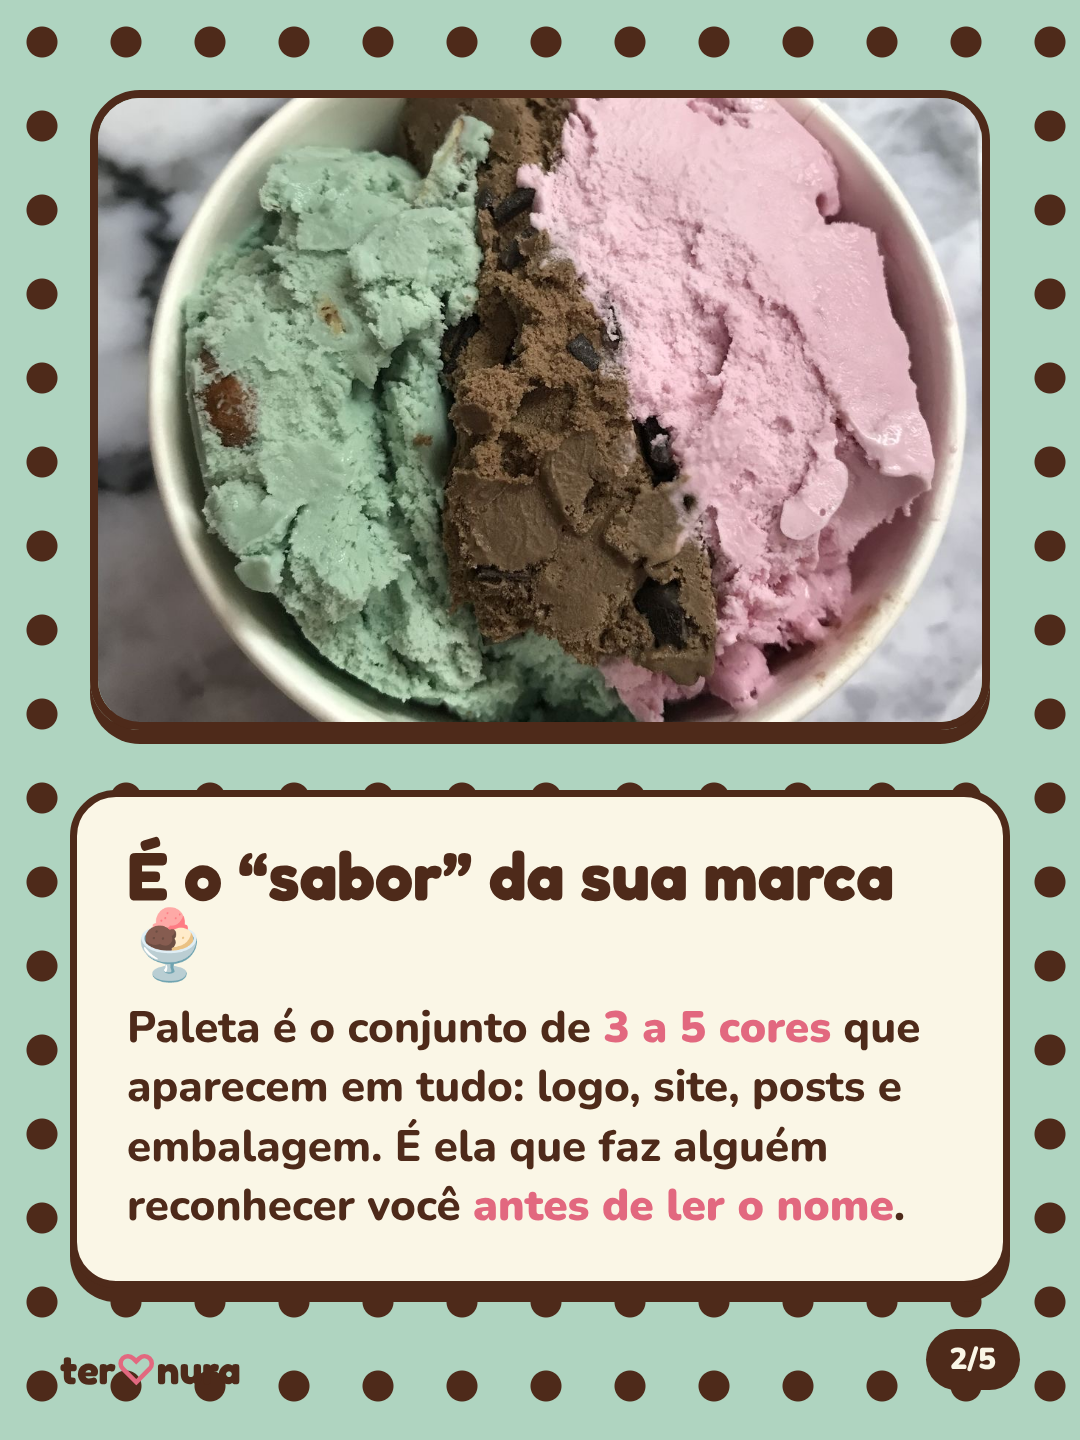 É o “sabor” da sua marca
🍨
Paleta é o conjunto de 3 a 5 cores que
aparecem em tudo: logo, site, posts e
embalagem. É ela que faz alguém
reconhecer você antes de ler o nome.
ter♡nura
2/5